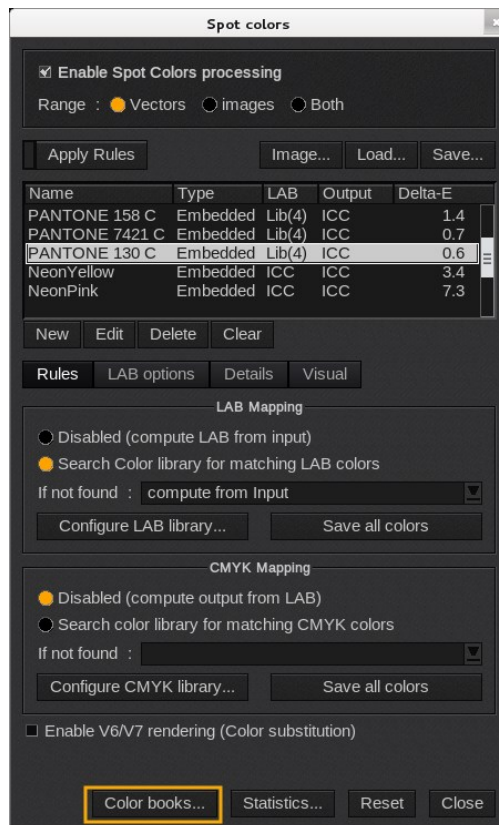 Spot colors
Enable Spot Colors processing
Range : Vectors images Both
Apply Rules Image... Load... Save...
Name Type LAB Output Delta-E
PANTONE 158 C Embedded Lib(4) ICC 1.4
PANTONE 7421 C Embedded Lib(4) ICC 0.7
PANTONE 130 C Embedded Lib(4) ICC 0.6
NeonYellow Embedded ICC ICC 3.4
NeonPink Embedded ICC ICC 7.3
New Edit Delete Clear
Rules LAB options Details Visual
LAB Mapping
Disabled (compute LAB from input)
Search Color library for matching LAB colors
If not found : compute from Input
Configure LAB library... Save all colors
CMYK Mapping
Disabled (compute output from LAB)
Search color library for matching CMYK colors
If not found :
Configure CMYK library... Save all colors
Enable V6/V7 rendering (Color substitution)
Color books... Statistics... Reset Close